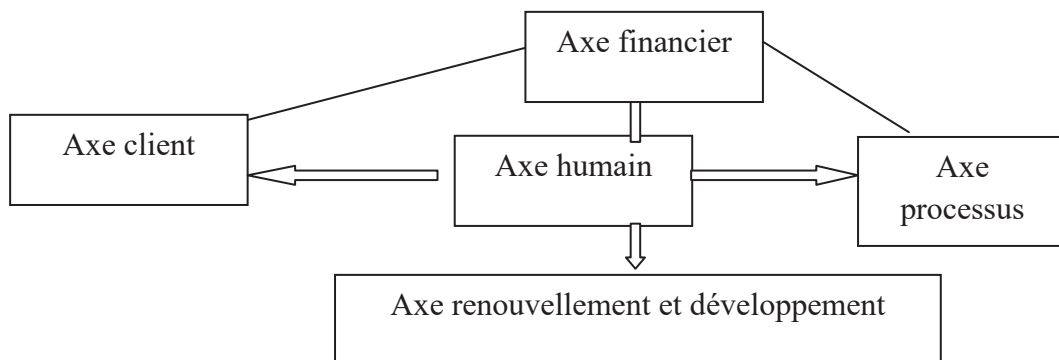 Axe financier
Axe client
Axe humain
Axe
processus
Axe renouvellement et développement